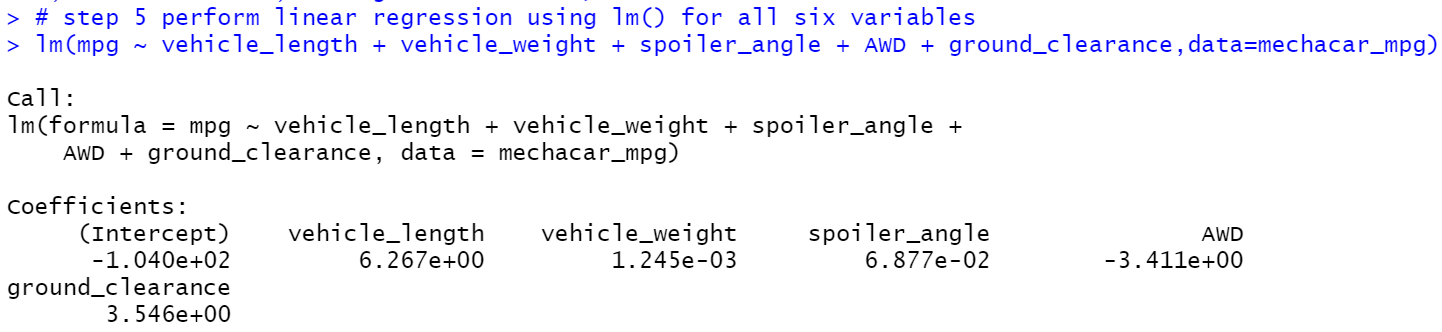 > # step 5 perform linear regression using lm() for all six variables
> lm(mpg ~ vehicle_length + vehicle_weight + spoiler_angle + AWD + ground_clearance,data=mechacar_mpg)
Call:
lm(formula = mpg ~ vehicle_length + vehicle_weight + spoiler_angle +
    AWD + ground_clearance, data = mechacar_mpg)
Coefficients:
     (Intercept)    vehicle_length    vehicle_weight     spoiler_angle               AWD
      -1.040e+02         6.267e+00         1.245e-03         6.877e-02        -3.411e+00
ground_clearance
       3.546e+00